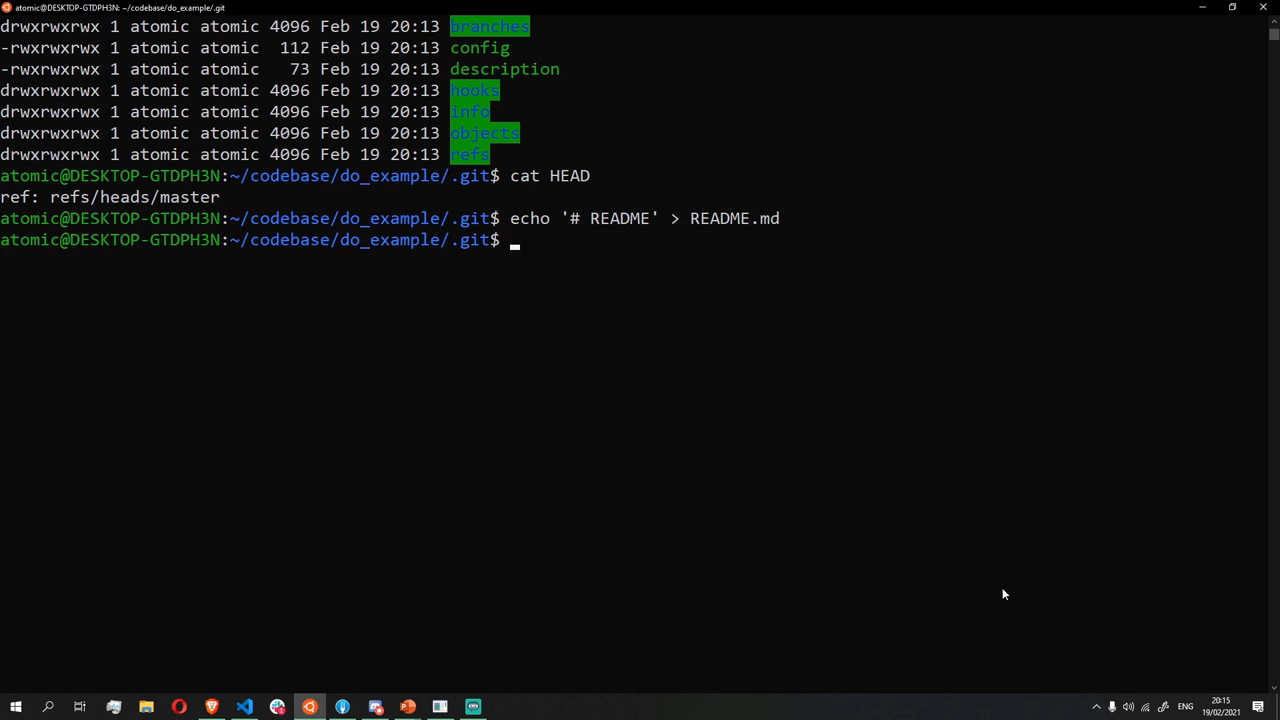 atomic@DESKTOP-GTDPH3N: ~/codebase/do_example/.git
drwxrwxrwx 1 atomic atomic 4096 Feb 19 20:13 branches
-rwxrwxrwx 1 atomic atomic  112 Feb 19 20:13 config
-rwxrwxrwx 1 atomic atomic   73 Feb 19 20:13 description
drwxrwxrwx 1 atomic atomic 4096 Feb 19 20:13 hooks
drwxrwxrwx 1 atomic atomic 4096 Feb 19 20:13 info
drwxrwxrwx 1 atomic atomic 4096 Feb 19 20:13 objects
drwxrwxrwx 1 atomic atomic 4096 Feb 19 20:13 refs
atomic@DESKTOP-GTDPH3N:~/codebase/do_example/.git$ cat HEAD
ref: refs/heads/master
atomic@DESKTOP-GTDPH3N:~/codebase/do_example/.git$ echo '# README' > README.md
atomic@DESKTOP-GTDPH3N:~/codebase/do_example/.git$
ENG
20:15
19/02/2021